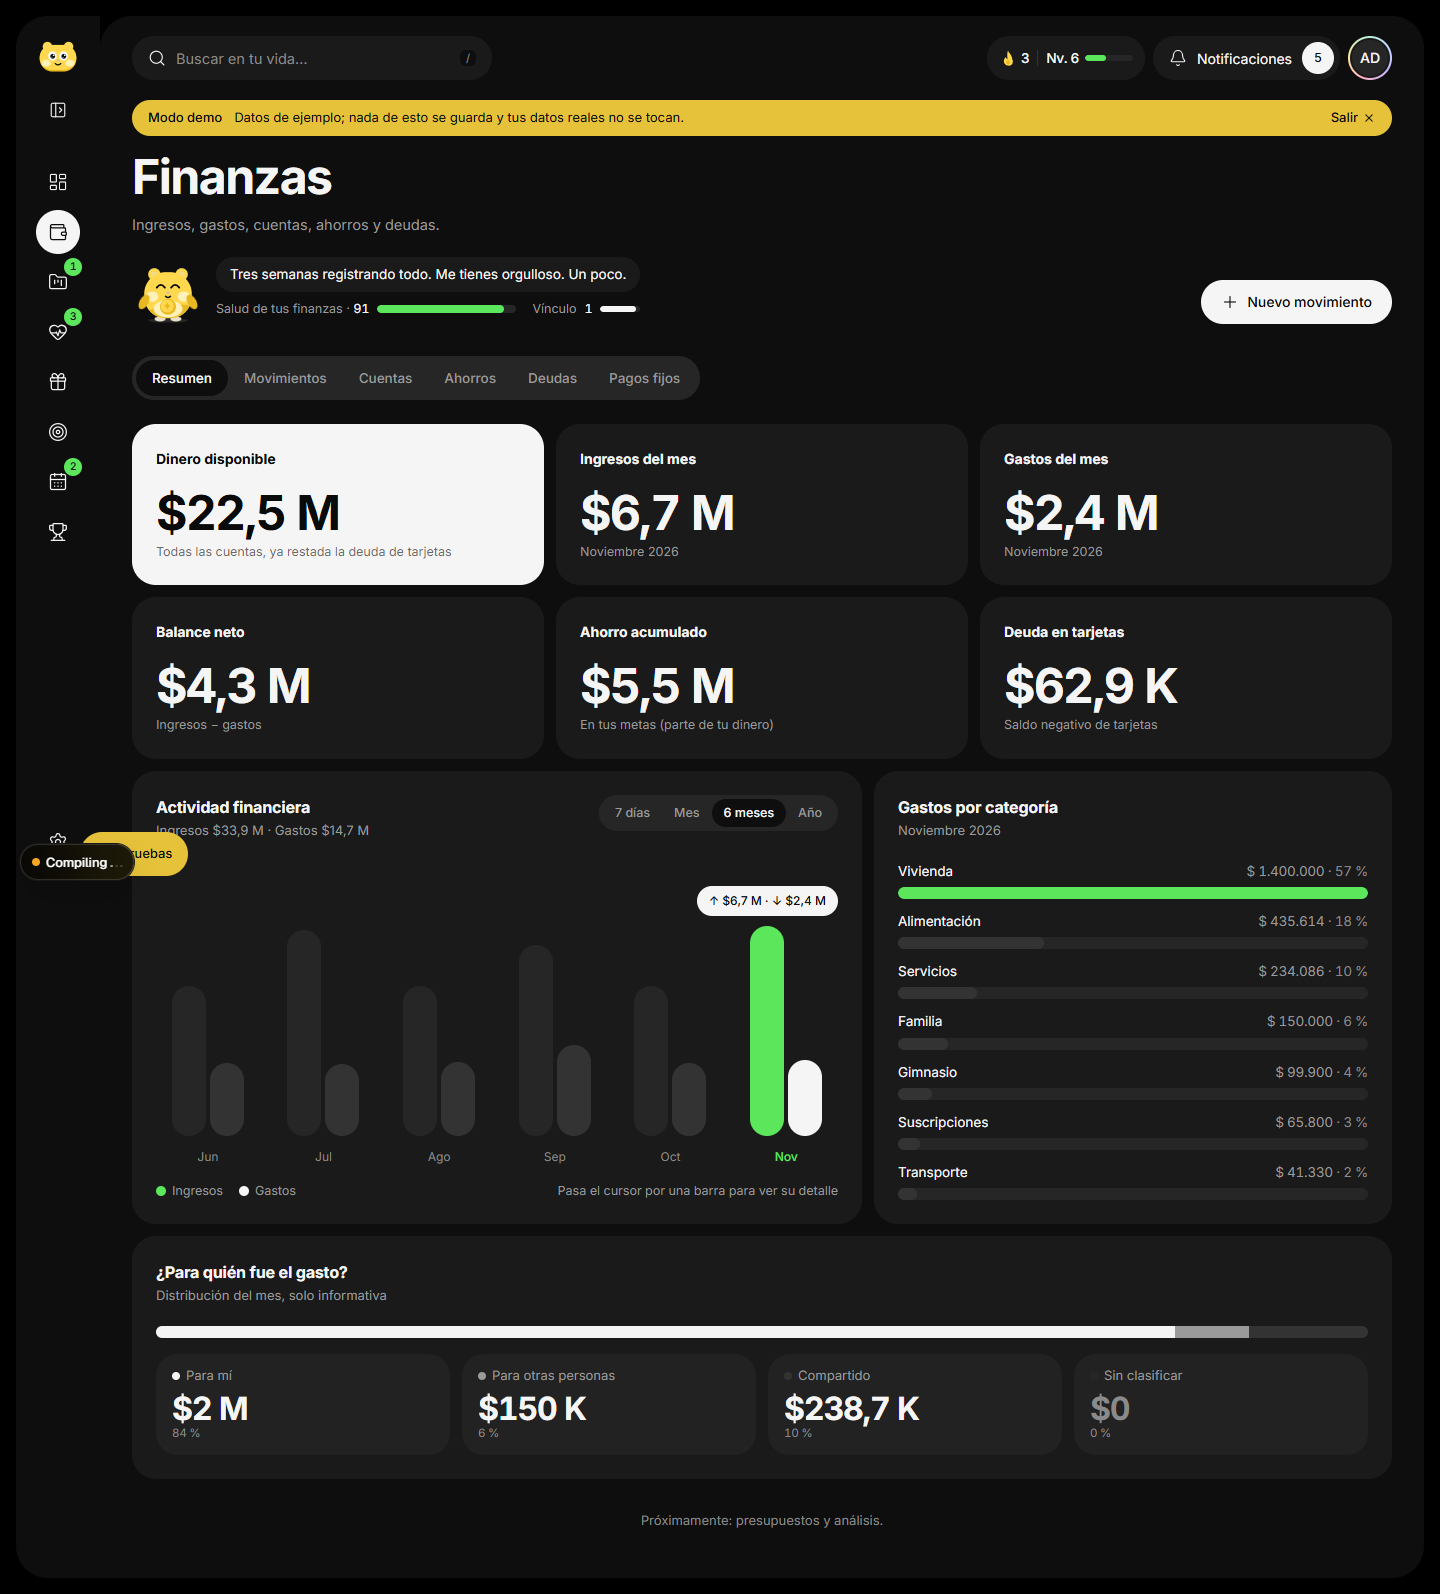 Buscar en tu vida...
/
3
Nv. 6
Notificaciones
5
AD
Modo demo
Datos de ejemplo; nada de esto se guarda y tus datos reales no se tocan.
Salir ×
Finanzas
Ingresos, gastos, cuentas, ahorros y deudas.
1
3
2
Tres semanas registrando todo. Me tienes orgulloso. Un poco.
Salud de tus finanzas · 91
Vínculo 1
+ Nuevo movimiento
Resumen
Movimientos
Cuentas
Ahorros
Deudas
Pagos fijos
Dinero disponible
$22,5 M
Todas las cuentas, ya restada la deuda de tarjetas
Ingresos del mes
$6,7 M
Noviembre 2026
Gastos del mes
$2,4 M
Noviembre 2026
Balance neto
$4,3 M
Ingresos − gastos
Ahorro acumulado
$5,5 M
En tus metas (parte de tu dinero)
Deuda en tarjetas
$62,9 K
Saldo negativo de tarjetas
Actividad financiera
Ingresos $33,9 M · Gastos $14,7 M
7 días
Mes
6 meses
Año
Compiling ...
↑ $6,7 M · ↓ $2,4 M
Jun
Jul
Ago
Sep
Oct
Nov
Ingresos
Gastos
Pasa el cursor por una barra para ver su detalle
Gastos por categoría
Noviembre 2026
Vivienda
$ 1.400.000 · 57 %
Alimentación
$ 435.614 · 18 %
Servicios
$ 234.086 · 10 %
Familia
$ 150.000 · 6 %
Gimnasio
$ 99.900 · 4 %
Suscripciones
$ 65.800 · 3 %
Transporte
$ 41.330 · 2 %
¿Para quién fue el gasto?
Distribución del mes, solo informativa
Para mí
$2 M
84 %
Para otras personas
$150 K
6 %
Compartido
$238,7 K
10 %
Sin clasificar
$0
0 %
Próximamente: presupuestos y análisis.